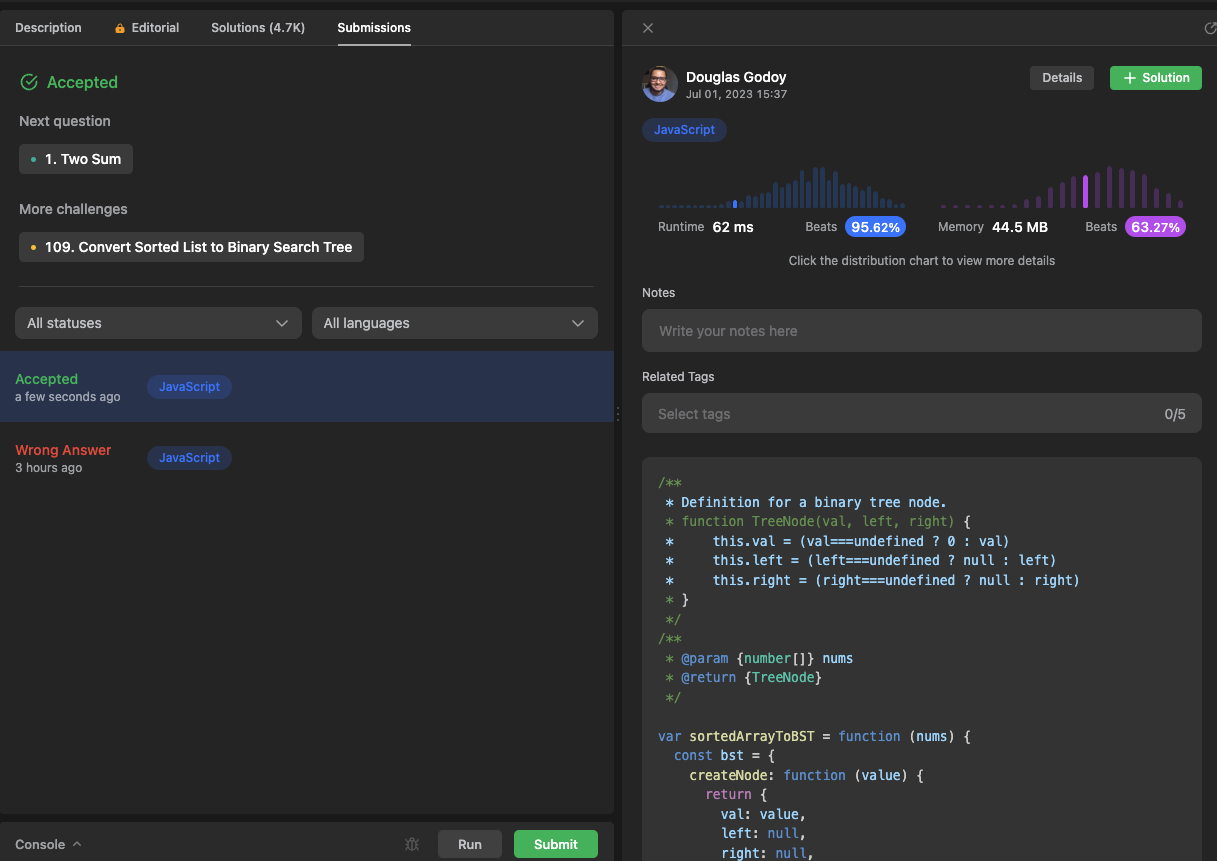 Description
Editorial
Solutions (4.7K)
Submissions
Accepted
Next question
1. Two Sum
More challenges
109. Convert Sorted List to Binary Search Tree
All statuses
All languages
Accepted
a few seconds ago
JavaScript
Wrong Answer
3 hours ago
JavaScript
Console
Run
Submit
Douglas Godoy
Jul 01, 2023 15:37
Details
Solution
JavaScript
Runtime 62 ms
Beats 95.62%
Memory 44.5 MB
Beats 63.27%
Click the distribution chart to view more details
Notes
Write your notes here
Related Tags
Select tags
0/5
/**
 * Definition for a binary tree node.
 * function TreeNode(val, left, right) {
 *     this.val = (val===undefined ? 0 : val)
 *     this.left = (left===undefined ? null : left)
 *     this.right = (right===undefined ? null : right)
 * }
 */
/**
 * @param {number[]} nums
 * @return {TreeNode}
 */
var sortedArrayToBST = function (nums) {
  const bst = {
    createNode: function (value) {
      return {
        val: value,
        left: null,
        right: null,